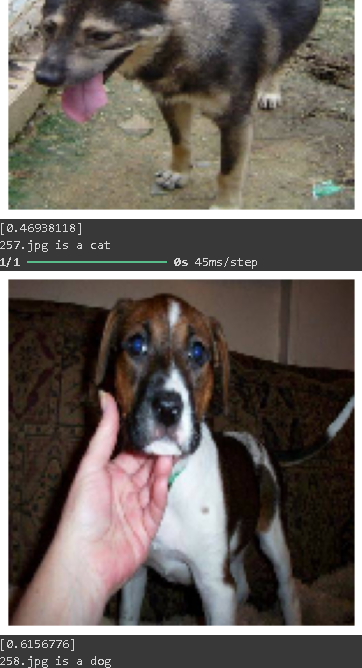 [0.46938118]
257.jpg is a cat
1/1 0s 45ms/step
[0.6156776]
258.jpg is a dog